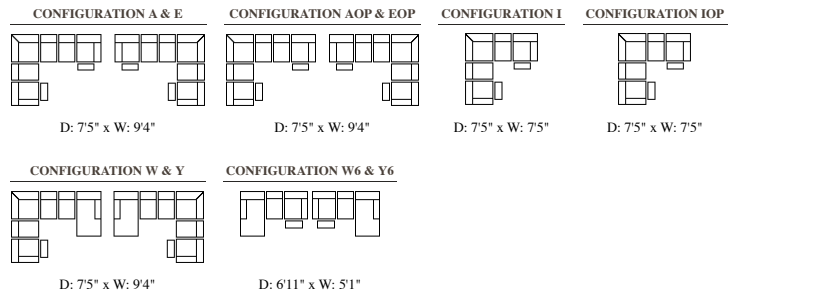 CONFIGURATION A & E
CONFIGURATION AOP & EOP
CONFIGURATION I
CONFIGURATION IOP
D: 7'5" x W: 9'4"
D: 7'5" x W: 9'4"
D: 7'5" x W: 7'5"
D: 7'5" x W: 7'5"
CONFIGURATION W & Y
CONFIGURATION W6 & Y6
D: 7'5" x W: 9'4"
D: 6'11" x W: 5'1"